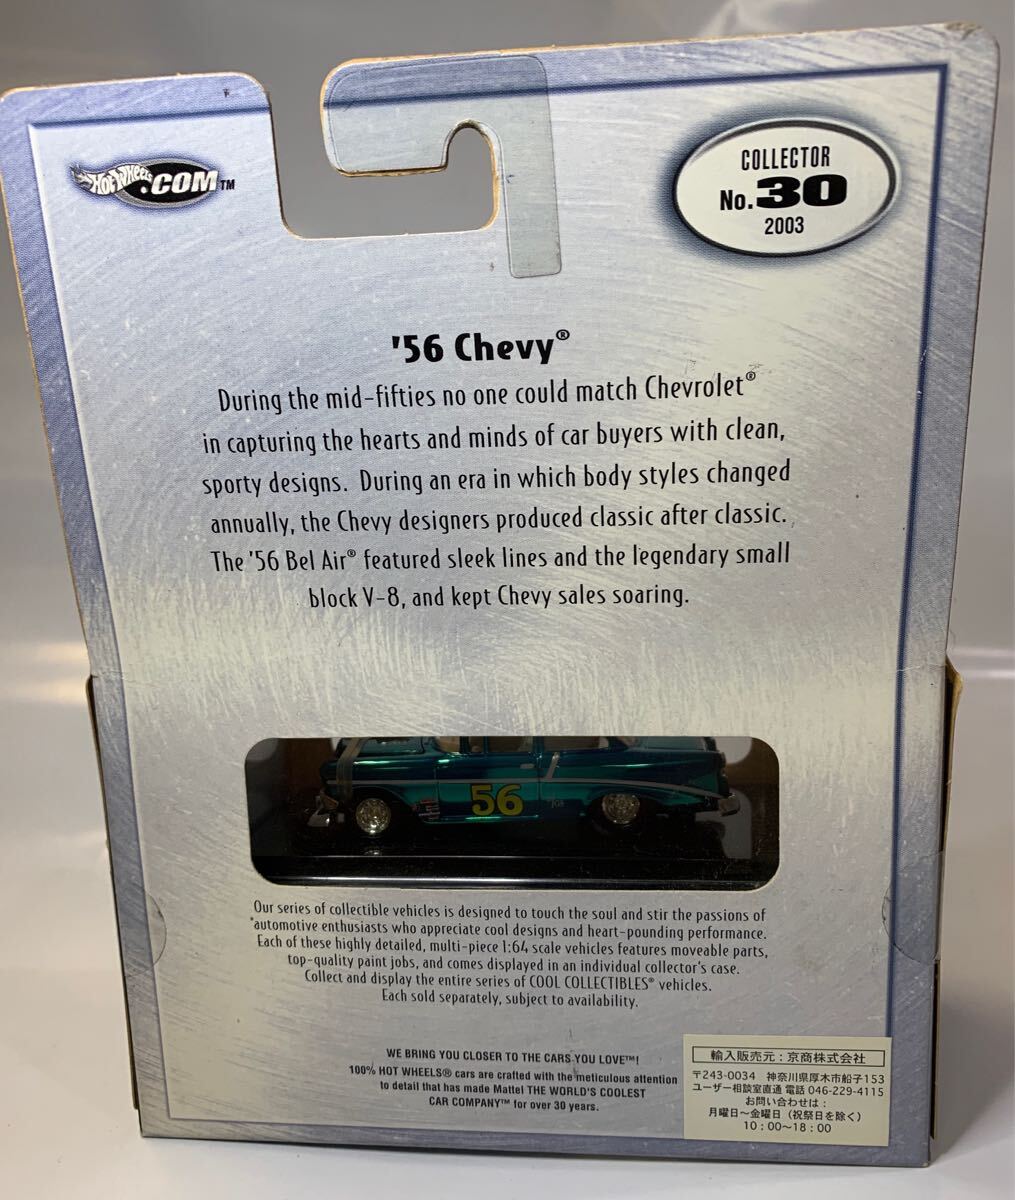 Hot Wheels.COM™
COLLECTOR
No. 30
2003
'56 Chevy®
During the mid-fifties no one could match Chevrolet®
in capturing the hearts and minds of car buyers with clean,
sporty designs. During an era in which body styles changed
annually, the Chevy designers produced classic after classic.
The '56 Bel Air® featured sleek lines and the legendary small
block V-8, and kept Chevy sales soaring.
56
Our series of collectible vehicles is designed to touch the soul and stir the passions of
automotive enthusiasts who appreciate cool designs and heart-pounding performance.
Each of these highly detailed, multi-piece 1:64 scale vehicles features moveable parts,
top-quality paint jobs, and comes displayed in an individual collector's case.
Collect and display the entire series of COOL COLLECTIBLES® vehicles.
Each sold separately, subject to availability.
WE BRING YOU CLOSER TO THE CARS YOU LOVE™!
100% HOT WHEELS® cars are crafted with the meticulous attention
to detail that has made Mattel THE WORLD'S COOLEST
CAR COMPANY™ for over 30 years.
輸入販売元：京商株式会社
〒243-0034 神奈川県厚木市船子153
ユーザー相談室直通 電話 046-229-4115
お問い合わせは：
月曜日～金曜日（祝祭日を除く）
10：00～18：00